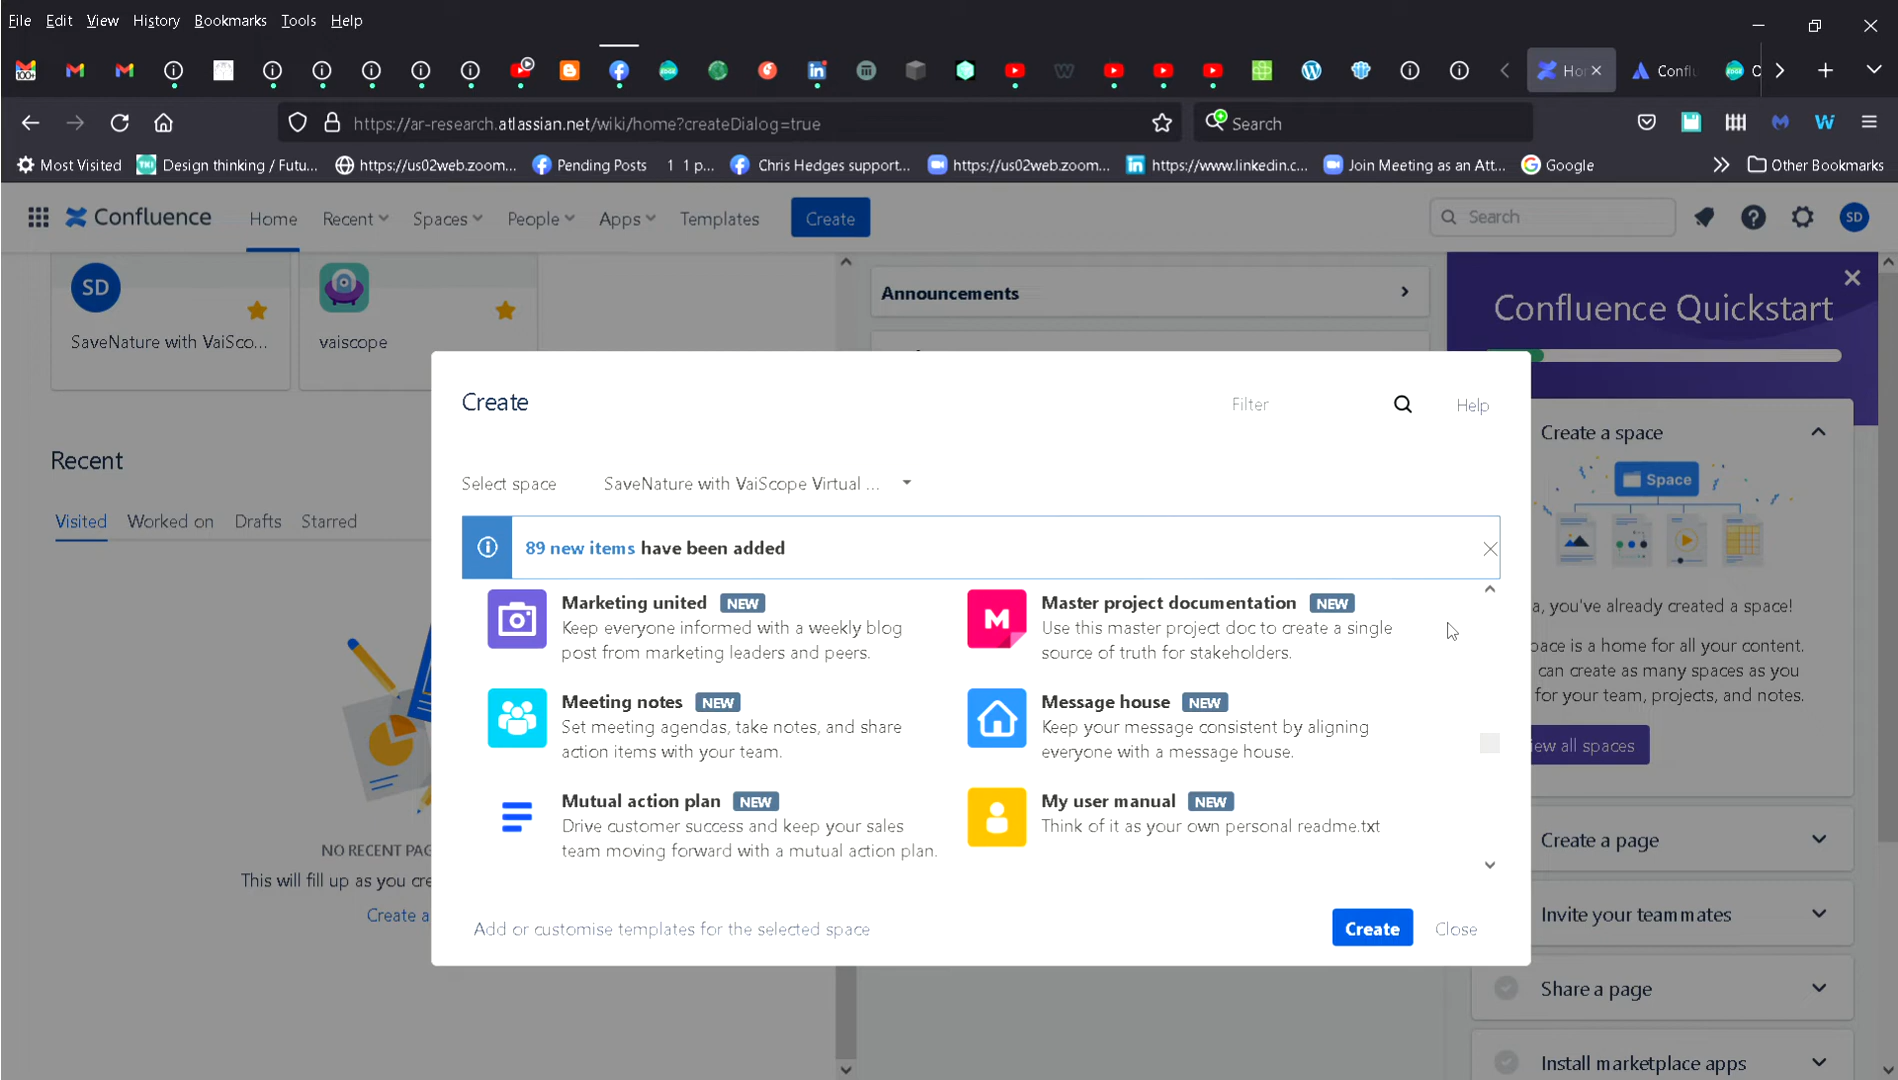 File Edit View History Bookmarks Tools Help
Hor
Conflu
https://ar-research.atlassian.net/wiki/home?createDialog=true
Search
Most Visited Design thinking / Futu... https://us02web.zoom... Pending Posts 1 1 p... Chris Hedges support... https://us02web.zoom... https://www.linkedin.c... Join Meeting as an Att... Google Other Bookmarks
Confluence Home Recent Spaces People Apps Templates Create Search SD
SD
SaveNature with VaiSco...
vaiscope
Announcements
Confluence Quickstart
Create
Filter
Help
Create a space
Space
Recent
Select space SaveNature with VaiScope Virtual ...
Visited Worked on Drafts Starred
89 new items have been added
Marketing united NEW
Keep everyone informed with a weekly blog
post from marketing leaders and peers.
Master project documentation NEW
Use this master project doc to create a single
source of truth for stakeholders.
Meeting notes NEW
Set meeting agendas, take notes, and share
action items with your team.
Message house NEW
Keep your message consistent by aligning
everyone with a message house.
Mutual action plan NEW
Drive customer success and keep your sales
team moving forward with a mutual action plan.
My user manual NEW
Think of it as your own personal readme.txt
Add or customise templates for the selected space
Create
Close
a, you've already created a space!
pace is a home for all your content.
can create as many spaces as you
for your team, projects, and notes.
iew all spaces
NO RECENT PAG
This will fill up as you cre
Create a
Create a page
Invite your teammates
Share a page
Install marketplace apps